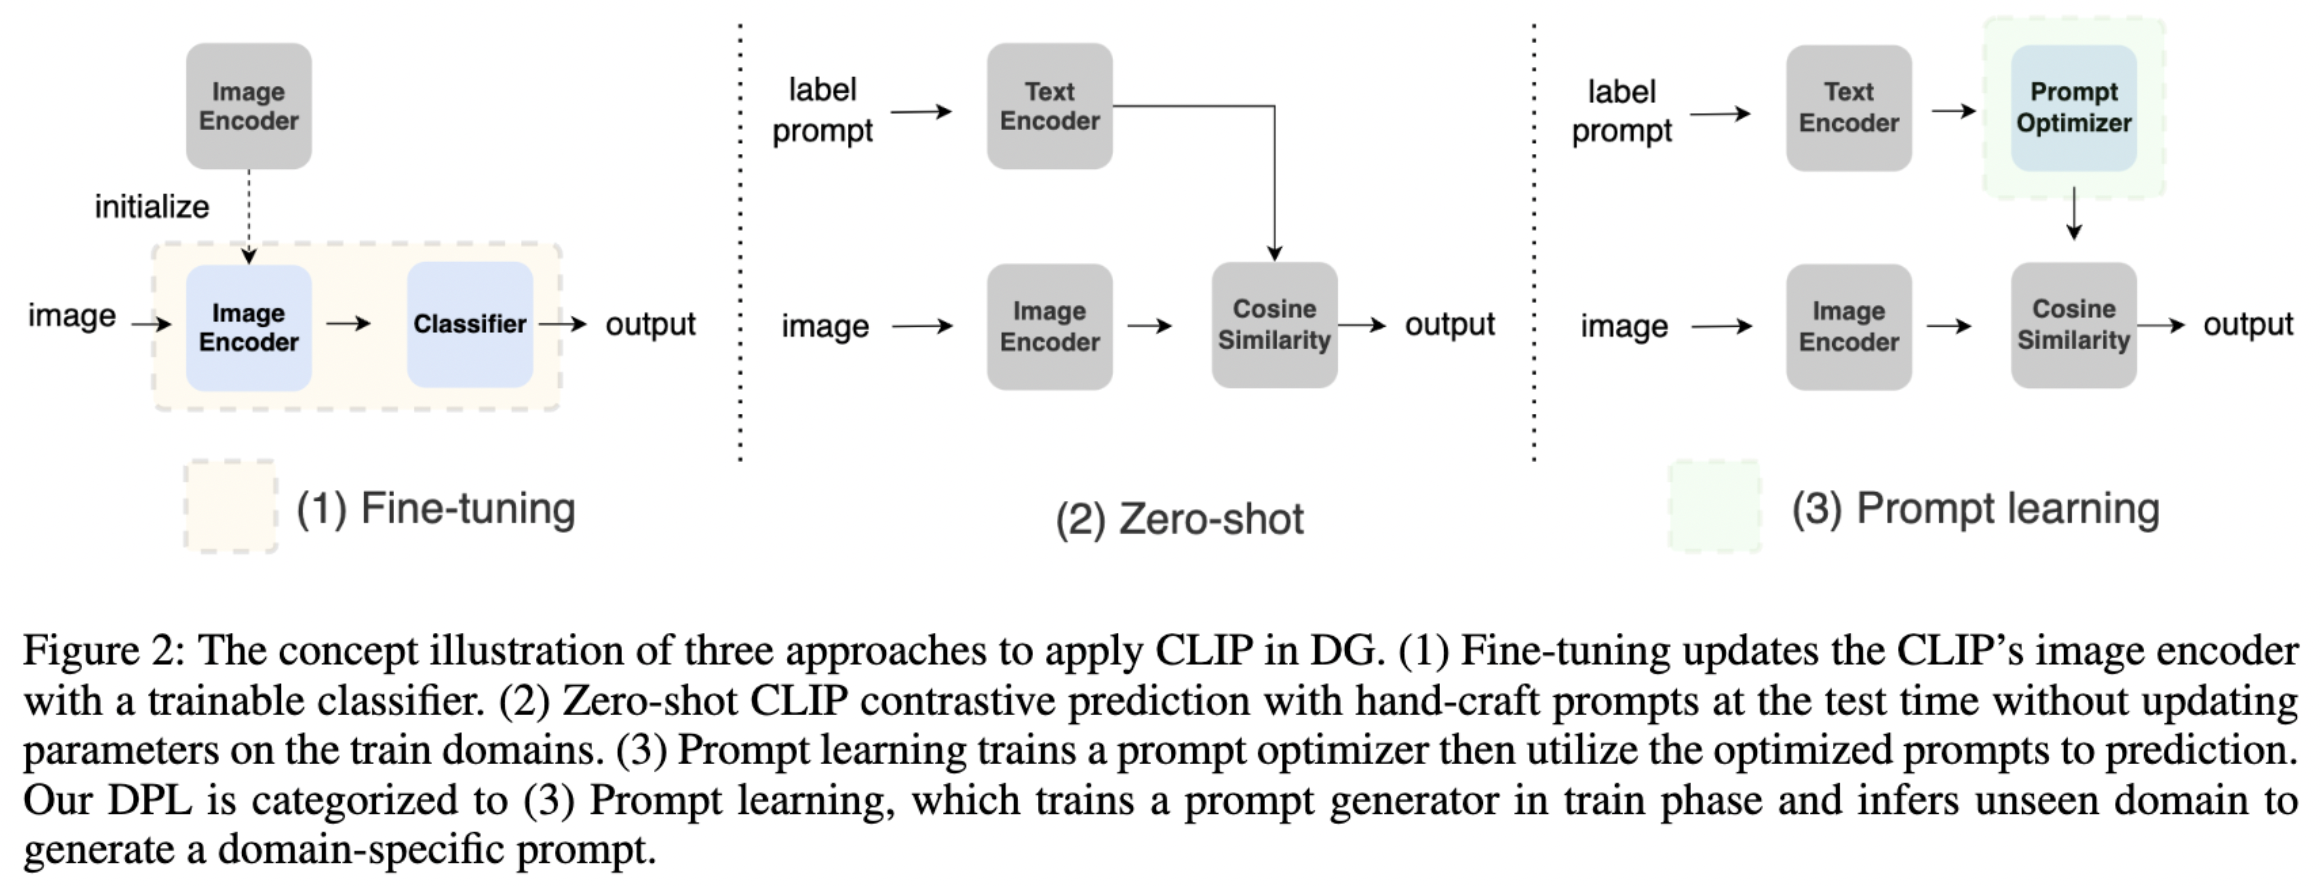 Image
Encoder
initialize
image
Image
Encoder
Classifier
output
(1) Fine-tuning
label
prompt
Text
Encoder
image
Image
Encoder
Cosine
Similarity
output
(2) Zero-shot
label
prompt
Text
Encoder
Prompt
Optimizer
image
Image
Encoder
Cosine
Similarity
output
(3) Prompt learning
Figure 2: The concept illustration of three approaches to apply CLIP in DG. (1) Fine-tuning updates the CLIP's image encoder
with a trainable classifier. (2) Zero-shot CLIP contrastive prediction with hand-craft prompts at the test time without updating
parameters on the train domains. (3) Prompt learning trains a prompt optimizer then utilize the optimized prompts to prediction.
Our DPL is categorized to (3) Prompt learning, which trains a prompt generator in train phase and infers unseen domain to
generate a domain-specific prompt.